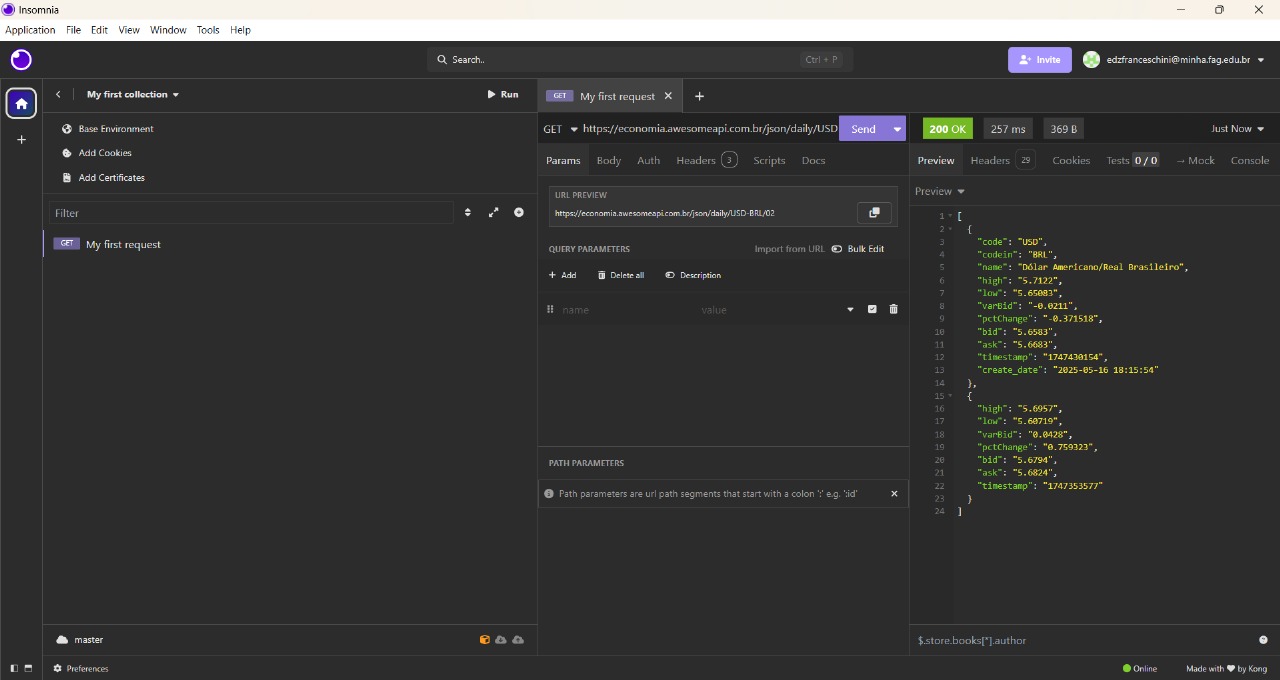 Insomnia
Application File Edit View Window Tools Help
Search.. Ctrl + P
Invite
edzfranceschini@minha.fag.edu.br
My first collection
Run
GET My first request
Base Environment
Add Cookies
Add Certificates
Filter
GET My first request
GET https://economia.awesomeapi.com.br/json/daily/USD
Send
200 OK 257 ms 369 B
Just Now
Params Body Auth Headers 3 Scripts Docs
Preview Headers 29 Cookies Tests 0 / 0 → Mock Console
URL PREVIEW
https://economia.awesomeapi.com.br/json/daily/USD-BRL/02
QUERY PARAMETERS Import from URL Bulk Edit
+ Add Delete all Description
name value
PATH PARAMETERS
Path parameters are url path segments that start with a colon ':' e.g. ':id'
Preview
1 [
2 {
3 "code": "USD",
4 "codein": "BRL",
5 "name": "Dólar Americano/Real Brasileiro",
6 "high": "5.7122",
7 "low": "5.65083",
8 "varBid": "-0.0211",
9 "pctChange": "-0.371518",
10 "bid": "5.6583",
11 "ask": "5.6683",
12 "timestamp": "1747430154",
13 "create_date": "2025-05-16 18:15:54"
14 },
15 {
16 "high": "5.6957",
17 "low": "5.60719",
18 "varBid": "0.0428",
19 "pctChange": "0.759323",
20 "bid": "5.6794",
21 "ask": "5.6824",
22 "timestamp": "1747353577"
23 }
24 ]
master
$.store.books[*].author
Preferences
Online
Made with ♥ by Kong